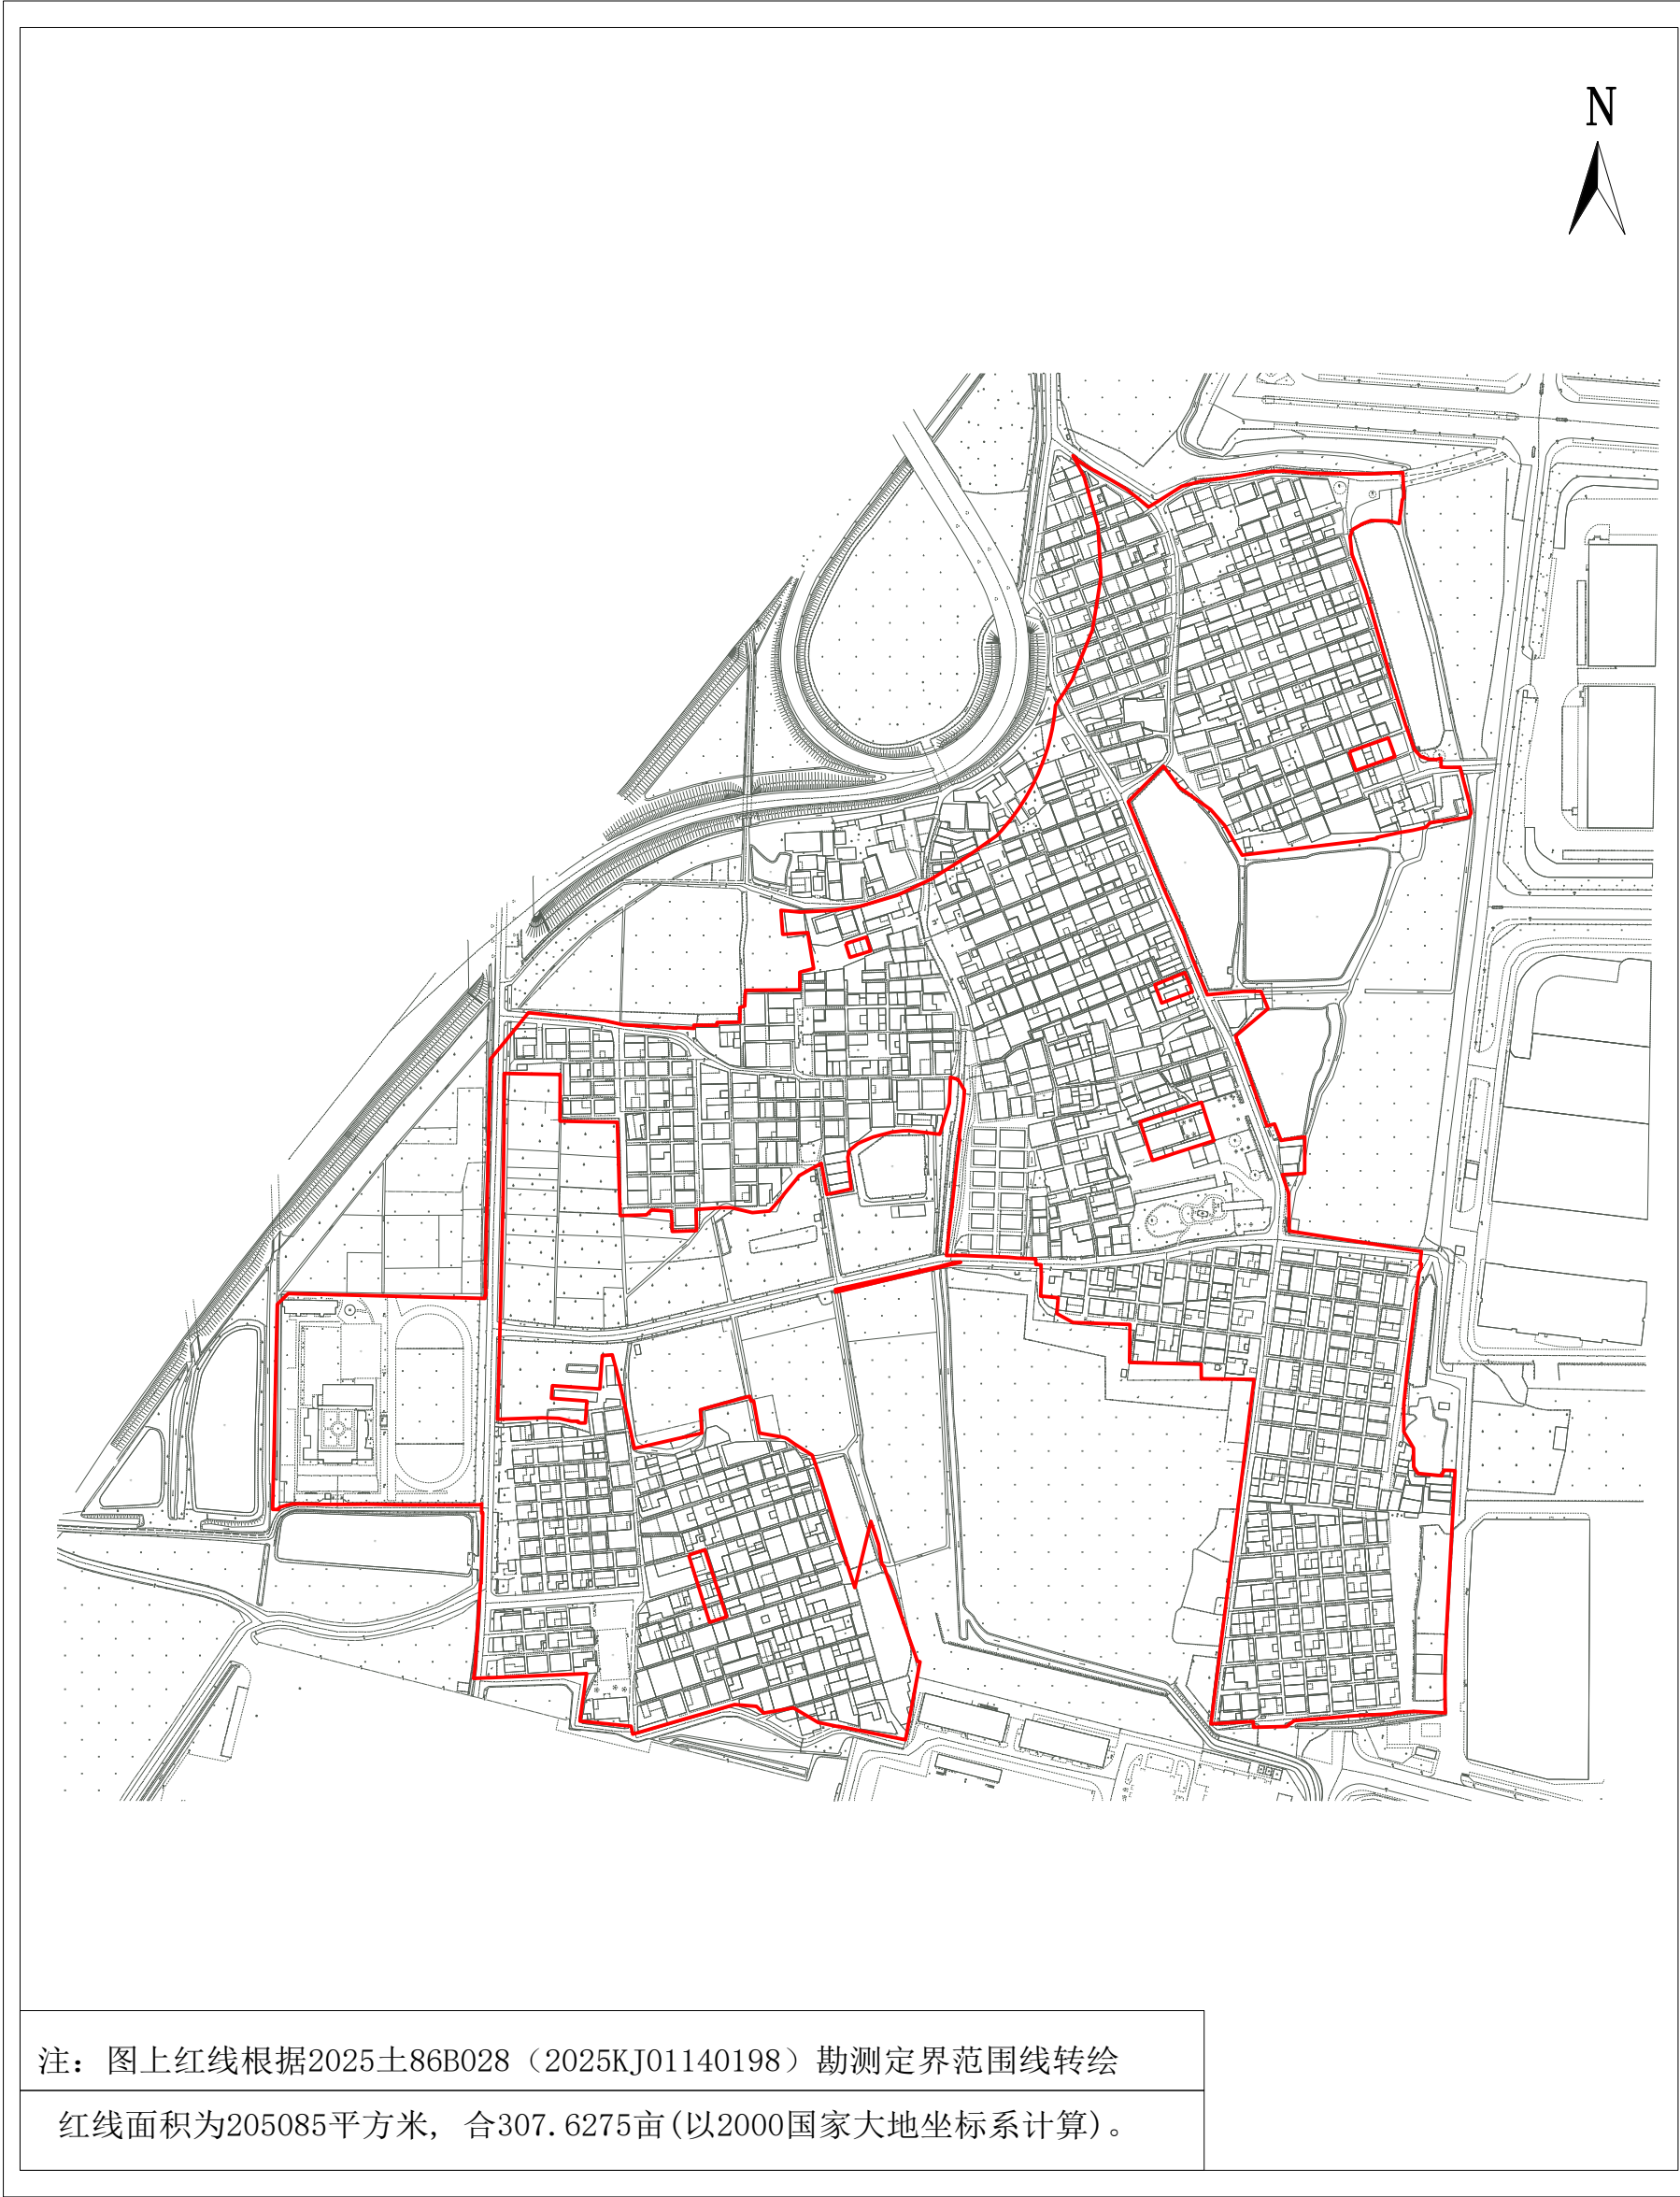 N
注：图上红线根据2025土86B028（2025KJ01140198）勘测定界范围线转绘
红线面积为205085平方米, 合307.6275亩(以2000国家大地坐标系计算)。